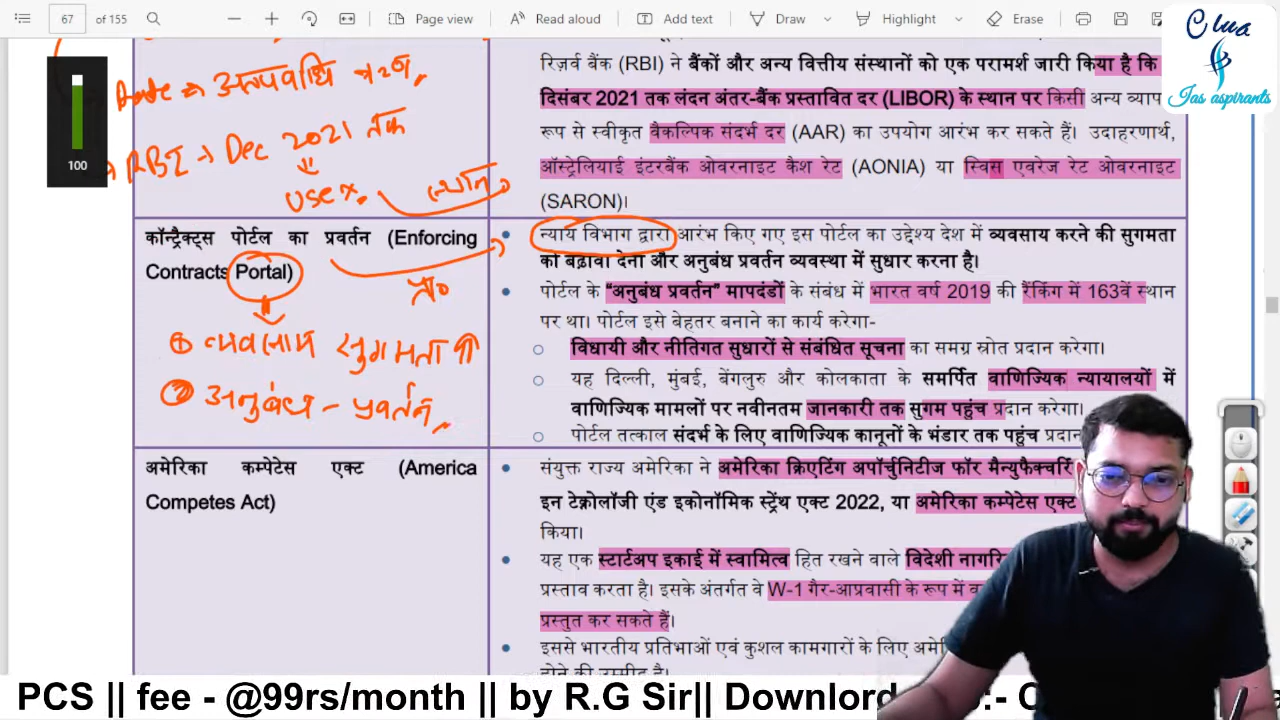 67 of 155 Page view Read aloud Add text Draw Highlight Erase
Clua
Ias aspirants
रिज़र्व बैंक (RBI) ने बैंकों और अन्य वित्तीय संस्थानों को एक परामर्श जारी किया है कि
दिसंबर 2021 तक लंदन अंतर-बैंक प्रस्तावित दर (LIBOR) के स्थान पर किसी अन्य व्याप
रूप से स्वीकृत वैकल्पिक संदर्भ दर (AAR) का उपयोग आरंभ कर सकते हैं। उदाहरणार्थ,
ऑस्ट्रेलियाई इंटरबैंक ओवरनाइट कैश रेट (AONIA) या स्विस एवरेज रेट ओवरनाइट
(SARON)।
100
RBI → Dec 2021 तक
use x
कॉन्ट्रैक्ट्स पोर्टल का प्रवर्तन (Enforcing
Contracts Portal)
व्यवसाय सुगमता
② अनुबंध - प्रवर्तन
न्याय विभाग द्वारा आरंभ किए गए इस पोर्टल का उद्देश्य देश में व्यवसाय करने की सुगमता
को बढ़ावा देना और अनुबंध प्रवर्तन व्यवस्था में सुधार करना है।
पोर्टल के “अनुबंध प्रवर्तन” मापदंडों के संबंध में भारत वर्ष 2019 की रैंकिंग में 163वें स्थान
पर था। पोर्टल इसे बेहतर बनाने का कार्य करेगा-
विधायी और नीतिगत सुधारों से संबंधित सूचना का समग्र स्रोत प्रदान करेगा।
यह दिल्ली, मुंबई, बेंगलुरु और कोलकाता के समर्पित वाणिज्यिक न्यायालयों में
वाणिज्यिक मामलों पर नवीनतम जानकारी तक सुगम पहुंच प्रदान करेगा।
पोर्टल तत्काल संदर्भ के लिए वाणिज्यिक कानूनों के भंडार तक पहुंच प्रदान
अमेरिका कम्पेटेस एक्ट (America
Competes Act)
संयुक्त राज्य अमेरिका ने अमेरिका क्रिएटिंग अपॉर्चुनिटीज फॉर मैन्युफैक्चरिं
इन टेक्नोलॉजी एंड इकोनॉमिक स्ट्रेंथ एक्ट 2022, या अमेरिका कम्पेटेस एक्ट
किया।
यह एक स्टार्टअप इकाई में स्वामित्व हित रखने वाले विदेशी नागरि
प्रस्ताव करता है। इसके अंतर्गत वे W-1 गैर-आप्रवासी के रूप में
प्रस्तुत कर सकते हैं।
इससे भारतीय प्रतिभाओं एवं कुशल कामगारों के लिए अमे
होने की उम्मीद है।
PCS || fee - @99rs/month || by R.G Sir|| Downlord